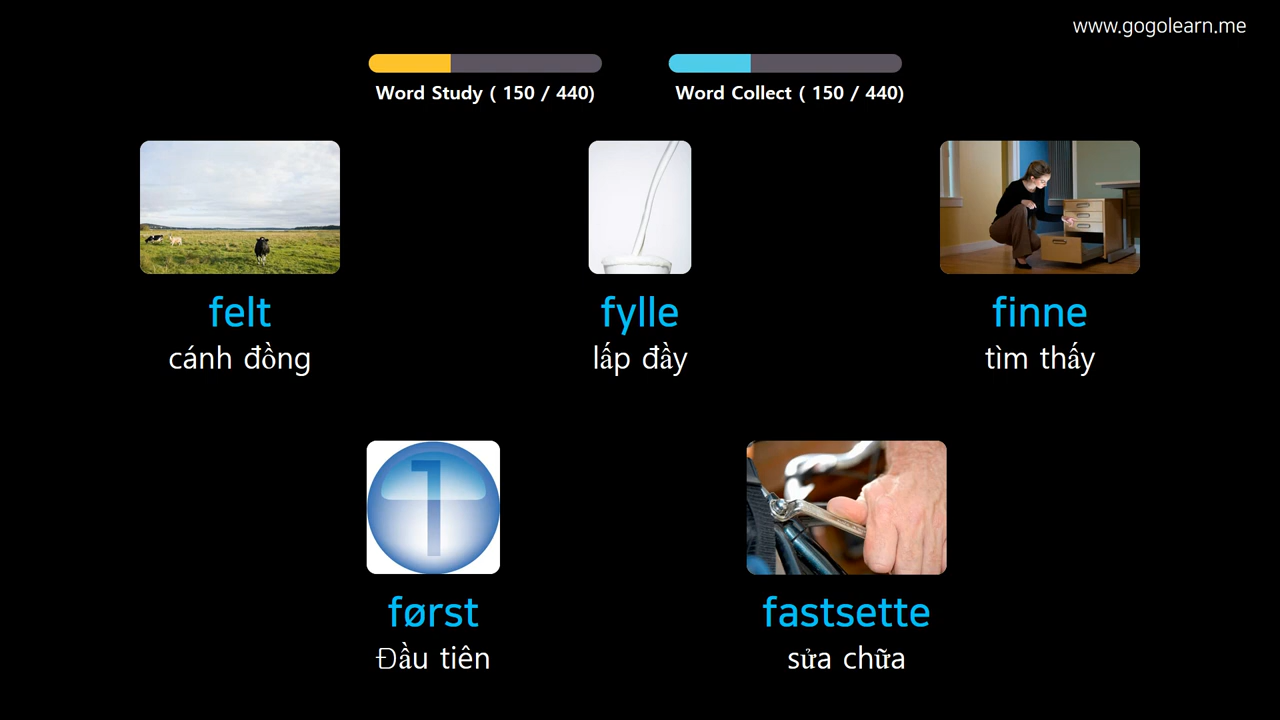 www.gogolearn.me
Word Study ( 150 / 440)
Word Collect ( 150 / 440)
felt
cánh đồng
fylle
lấp đầy
finne
tìm thấy
1
først
Đầu tiên
fastsette
sửa chữa